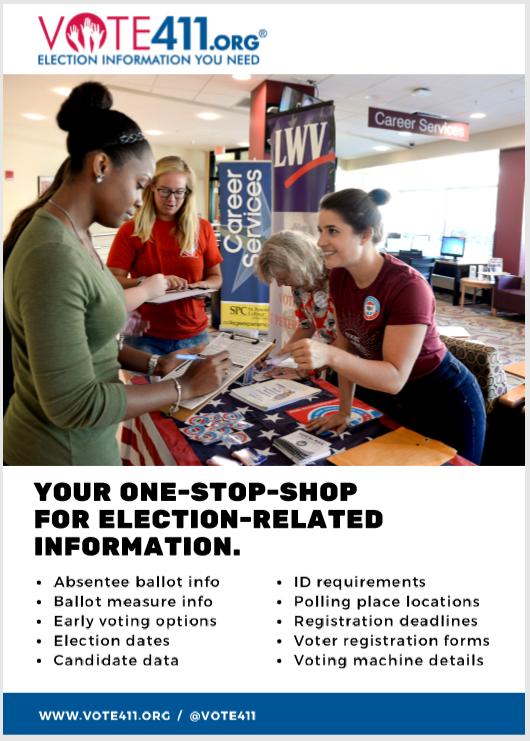 VOTE411.ORG®
ELECTION INFORMATION YOU NEED
Career Services
LWV
Career
Services
SPC
YOUR ONE-STOP-SHOP
FOR ELECTION-RELATED
INFORMATION.
• Absentee ballot info
• Ballot measure info
• Early voting options
• Election dates
• Candidate data
• ID requirements
• Polling place locations
• Registration deadlines
• Voter registration forms
• Voting machine details
WWW.VOTE411.ORG / @VOTE411